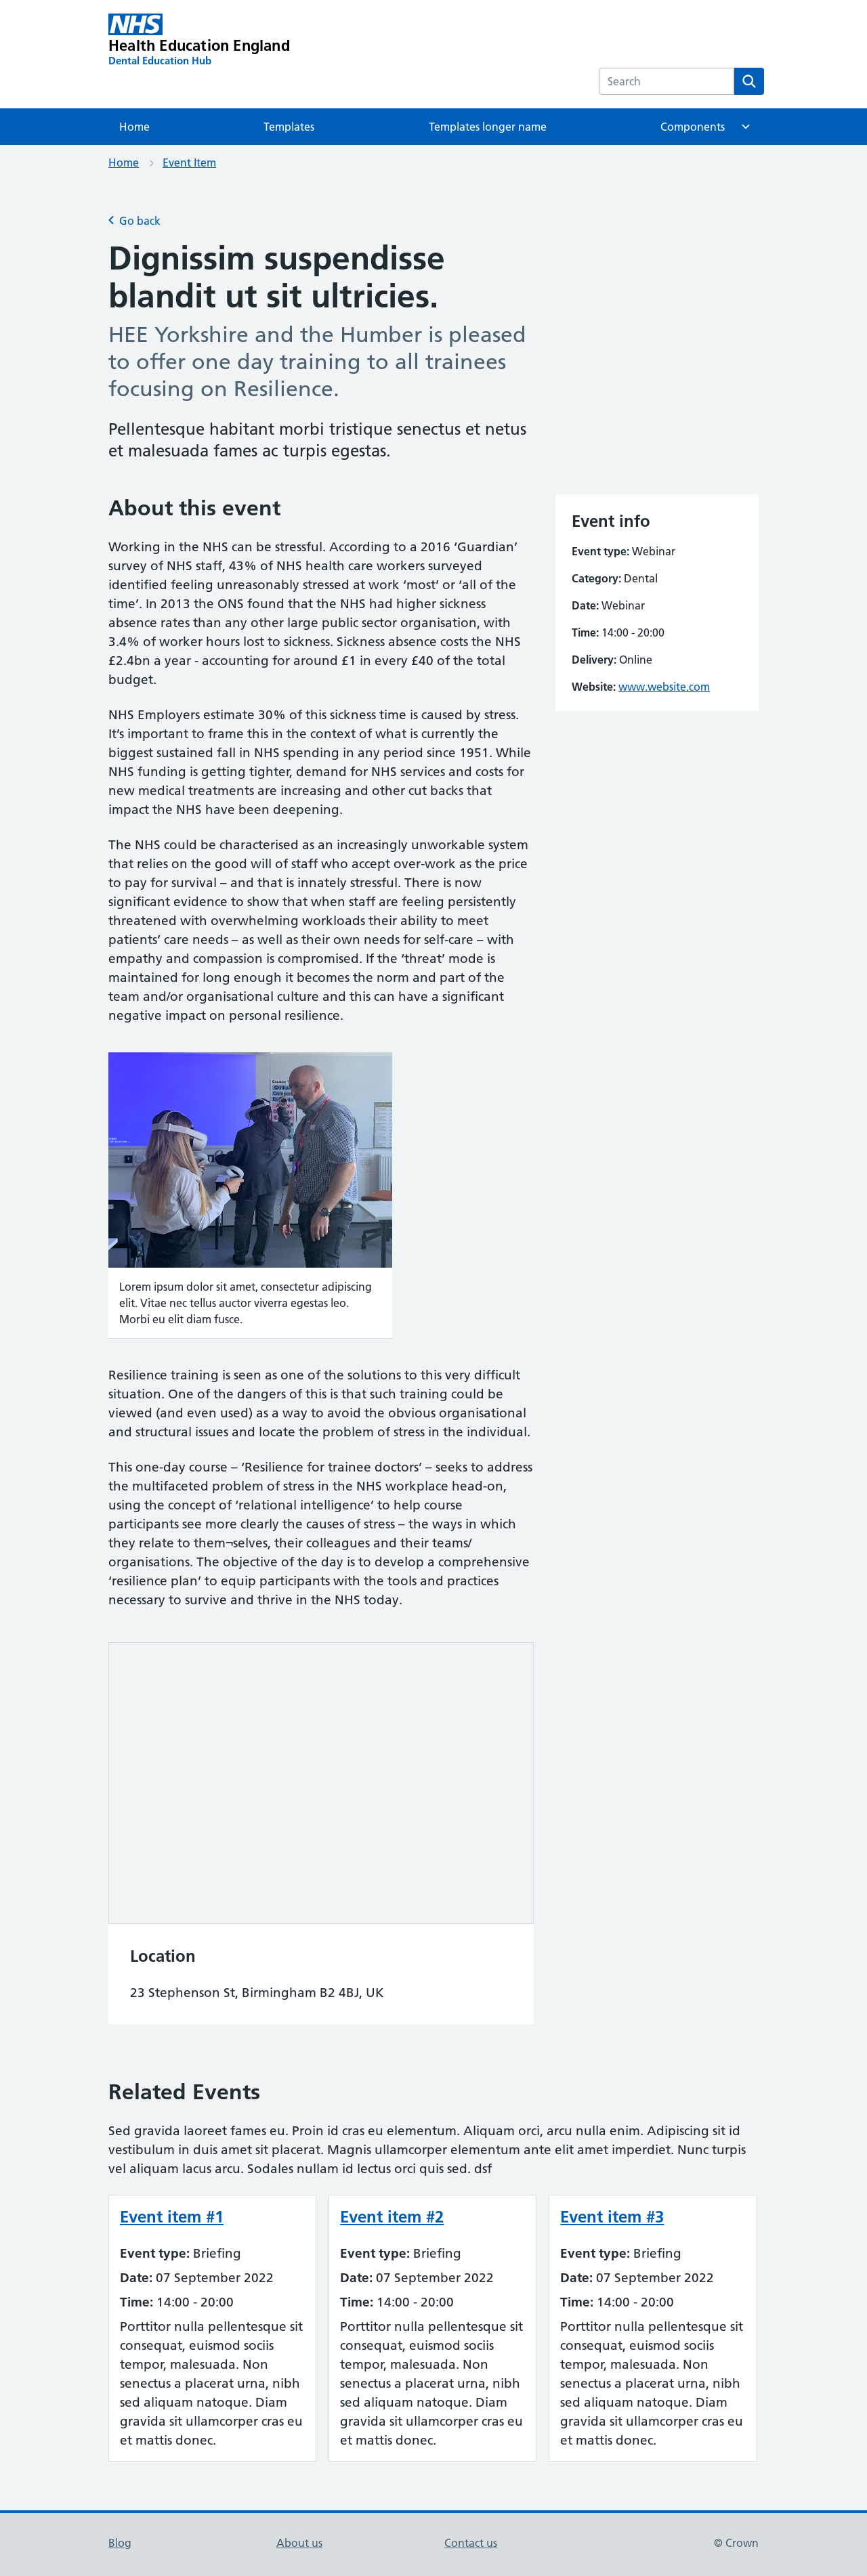 NHS
Health Education England
Dental Education Hub
Search
Home
Templates
Templates longer name
Components
Home
Event Item
Go back
Dignissim suspendisse
blandit ut sit ultricies.
HEE Yorkshire and the Humber is pleased
to offer one day training to all trainees
focusing on Resilience.
Pellentesque habitant morbi tristique senectus et netus
et malesuada fames ac turpis egestas.
About this event
Working in the NHS can be stressful. According to a 2016 ‘Guardian’
survey of NHS staff, 43% of NHS health care workers surveyed
identified feeling unreasonably stressed at work ‘most’ or ‘all of the
time’. In 2013 the ONS found that the NHS had higher sickness
absence rates than any other large public sector organisation, with
3.4% of worker hours lost to sickness. Sickness absence costs the NHS
£2.4bn a year - accounting for around £1 in every £40 of the total
budget.
NHS Employers estimate 30% of this sickness time is caused by stress.
It’s important to frame this in the context of what is currently the
biggest sustained fall in NHS spending in any period since 1951. While
NHS funding is getting tighter, demand for NHS services and costs for
new medical treatments are increasing and other cut backs that
impact the NHS have been deepening.
The NHS could be characterised as an increasingly unworkable system
that relies on the good will of staff who accept over-work as the price
to pay for survival – and that is innately stressful. There is now
significant evidence to show that when staff are feeling persistently
threatened with overwhelming workloads their ability to meet
patients’ care needs – as well as their own needs for self-care – with
empathy and compassion is compromised. If the ‘threat’ mode is
maintained for long enough it becomes the norm and part of the
team and/or organisational culture and this can have a significant
negative impact on personal resilience.
Event info
Event type: Webinar
Category: Dental
Date: Webinar
Time: 14:00 - 20:00
Delivery: Online
Website: www.website.com
Lorem ipsum dolor sit amet, consectetur adipiscing
elit. Vitae nec tellus auctor viverra egestas leo.
Morbi eu elit diam fusce.
Resilience training is seen as one of the solutions to this very difficult
situation. One of the dangers of this is that such training could be
viewed (and even used) as a way to avoid the obvious organisational
and structural issues and locate the problem of stress in the individual.
This one-day course – ‘Resilience for trainee doctors’ – seeks to address
the multifaceted problem of stress in the NHS workplace head-on,
using the concept of ‘relational intelligence’ to help course
participants see more clearly the causes of stress – the ways in which
they relate to them¬selves, their colleagues and their teams/
organisations. The objective of the day is to develop a comprehensive
‘resilience plan’ to equip participants with the tools and practices
necessary to survive and thrive in the NHS today.
Location
23 Stephenson St, Birmingham B2 4BJ, UK
Related Events
Sed gravida laoreet fames eu. Proin id cras eu elementum. Aliquam orci, arcu nulla enim. Adipiscing sit id
vestibulum in duis amet sit placerat. Magnis ullamcorper elementum ante elit amet imperdiet. Nunc turpis
vel aliquam lacus arcu. Sodales nullam id lectus orci quis sed. dsf
Event item #1
Event type: Briefing
Date: 07 September 2022
Time: 14:00 - 20:00
Porttitor nulla pellentesque sit
consequat, euismod sociis
tempor, malesuada. Non
senectus a placerat urna, nibh
sed aliquam natoque. Diam
gravida sit ullamcorper cras eu
et mattis donec.
Event item #2
Event type: Briefing
Date: 07 September 2022
Time: 14:00 - 20:00
Porttitor nulla pellentesque sit
consequat, euismod sociis
tempor, malesuada. Non
senectus a placerat urna, nibh
sed aliquam natoque. Diam
gravida sit ullamcorper cras eu
et mattis donec.
Event item #3
Event type: Briefing
Date: 07 September 2022
Time: 14:00 - 20:00
Porttitor nulla pellentesque sit
consequat, euismod sociis
tempor, malesuada. Non
senectus a placerat urna, nibh
sed aliquam natoque. Diam
gravida sit ullamcorper cras eu
et mattis donec.
Blog
About us
Contact us
© Crown